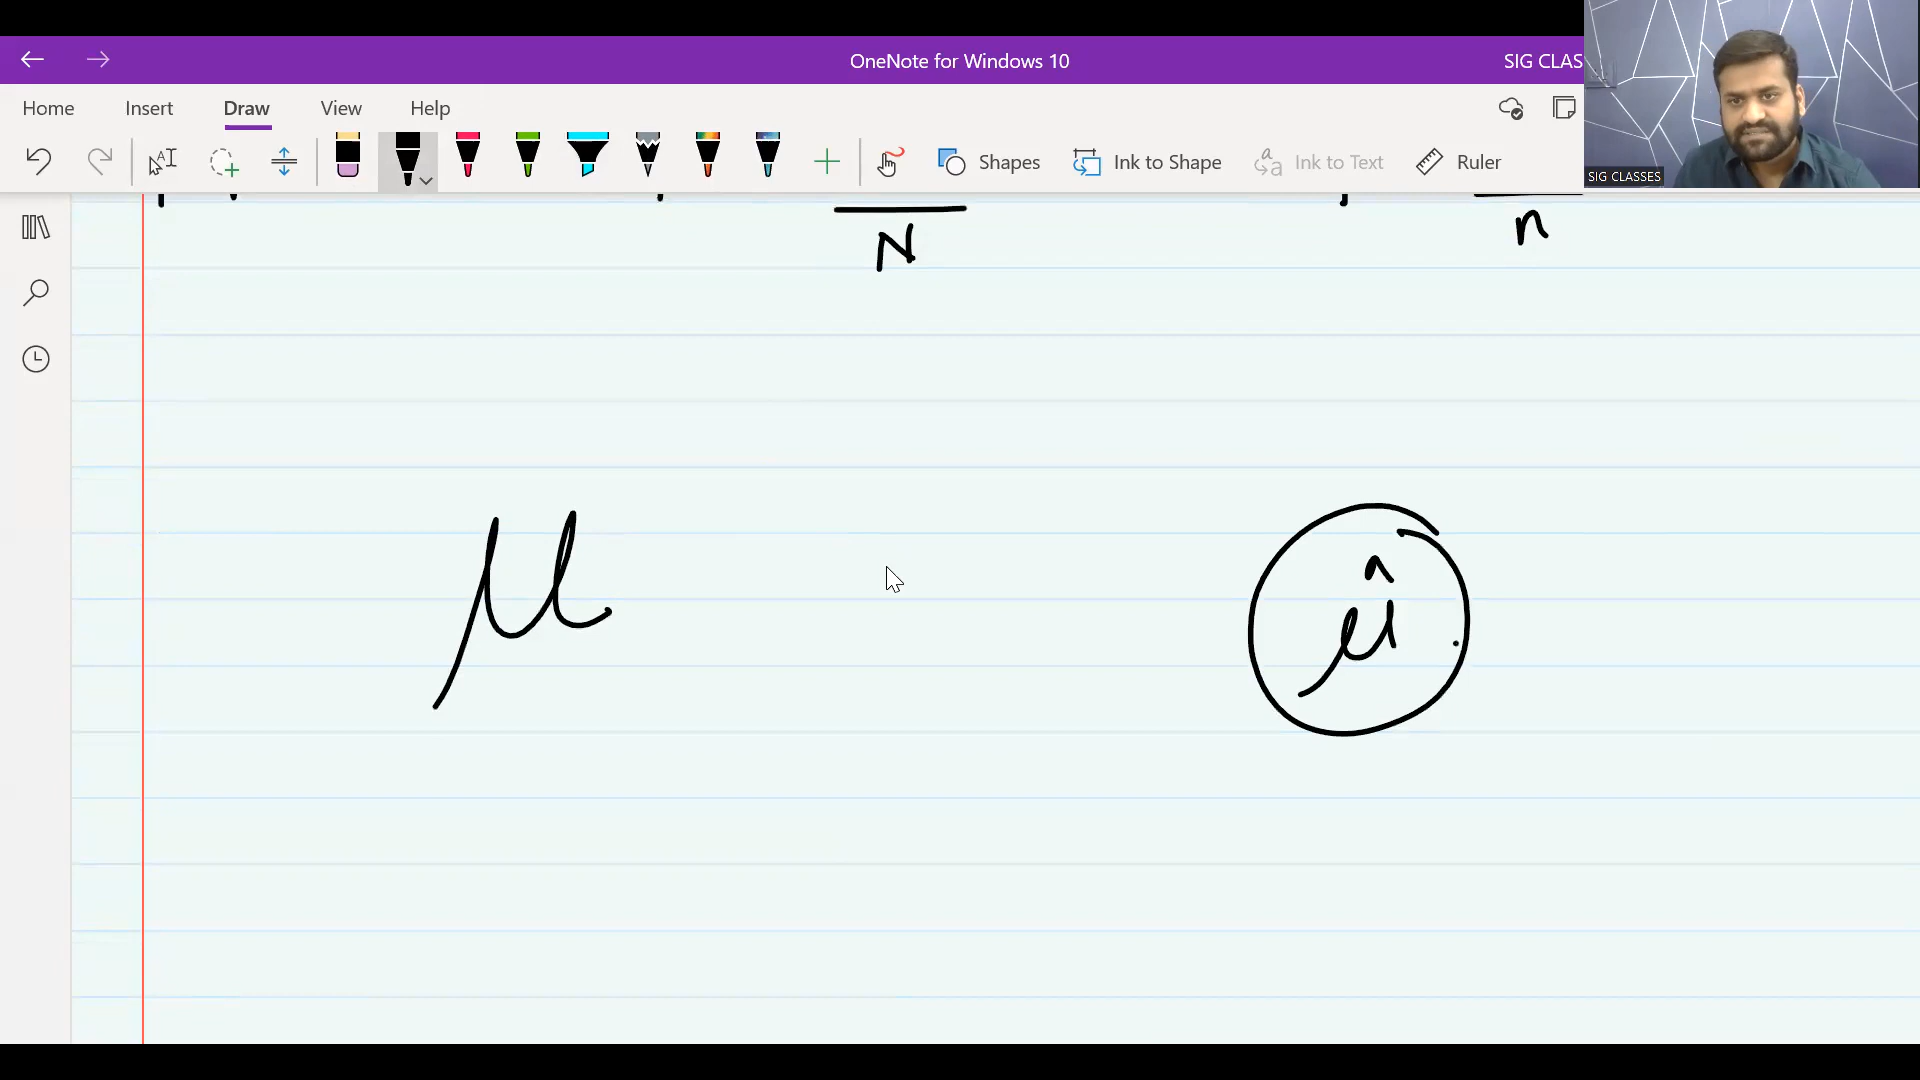 OneNote for Windows 10 SIG CLAS
Home Insert Draw View Help
Shapes Ink to Shape Ink to Text Ruler
SIG CLASSES
N n
μ μ̂